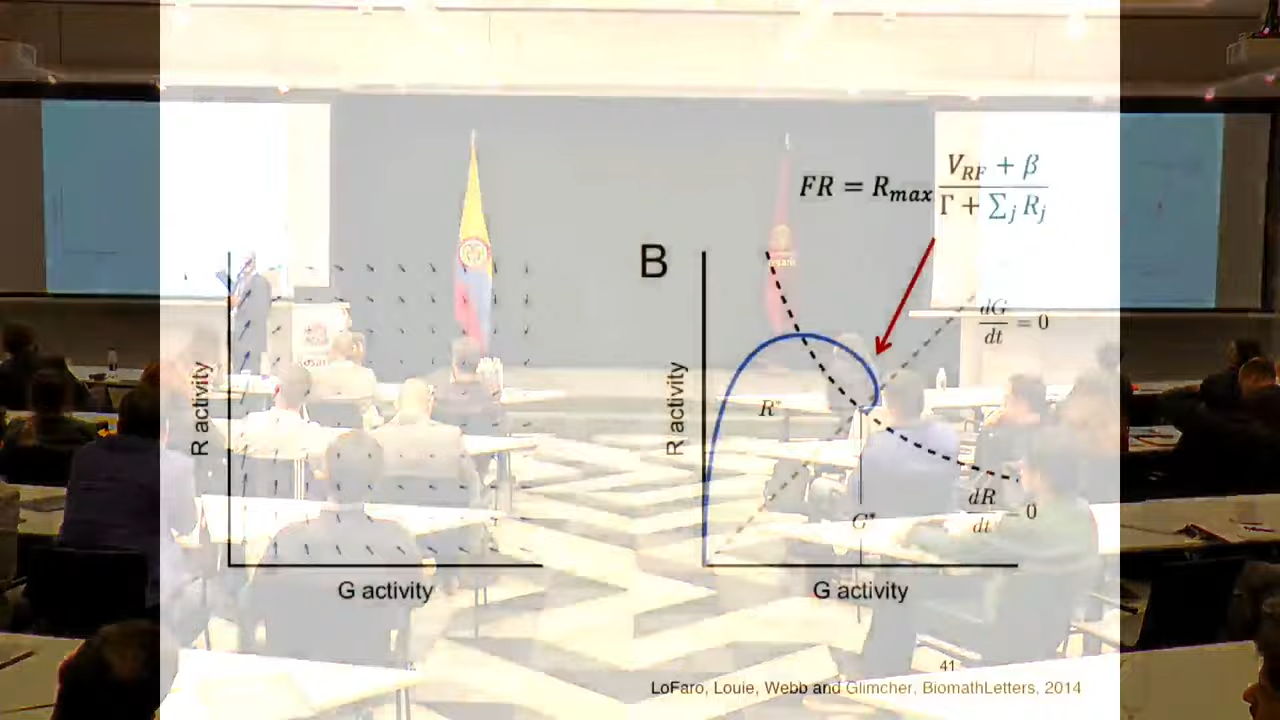 FR = R_max (V_RF + β) / (Γ + ∑_j R_j)
B
dG/dt = 0
R activity
R activity
R*
G*
dR/dt = 0
G activity
G activity
41
LoFaro, Louie, Webb and Glimcher, BiomathLetters, 2014